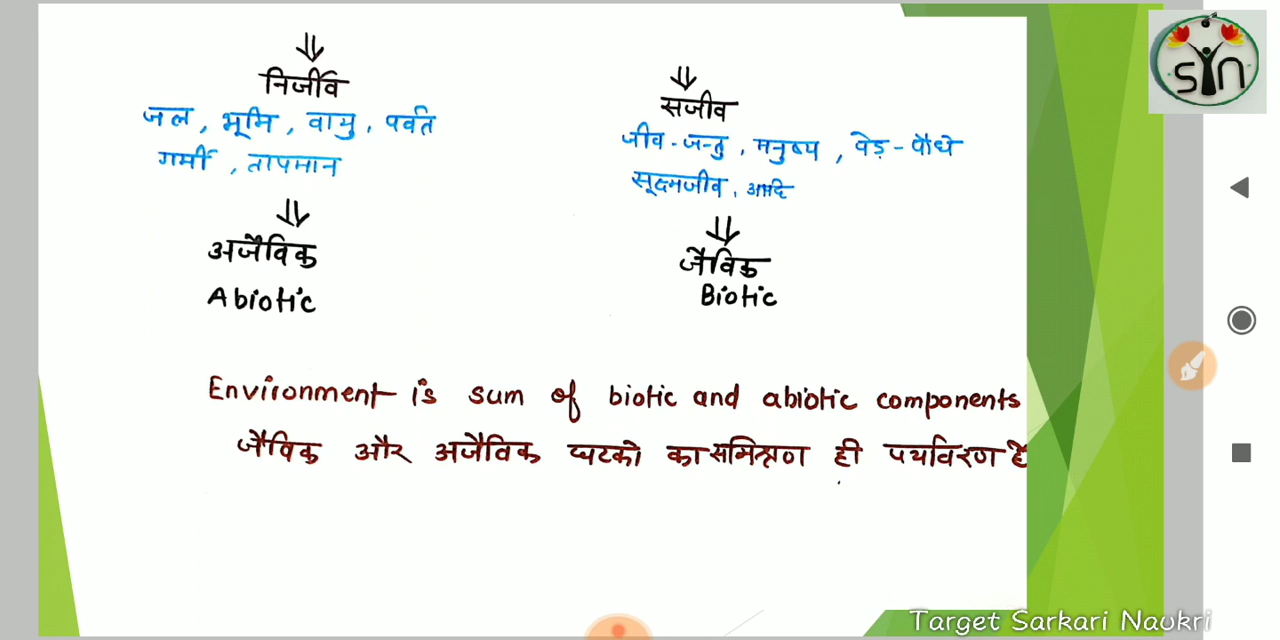 निर्जीव
जल, भूमि, वायु, पर्वत
गर्मी, तापमान
अजैविक
Abiotic
सजीव
जीव-जन्तु, मनुष्य, पेड़-पौधे
सूक्ष्मजीव, आदि
जैविक
Biotic
Environment is sum of biotic and abiotic components
जैविक और अजैविक घटको का समिश्रण ही पर्यावरण है
SYN
Target Sarkari Naukri